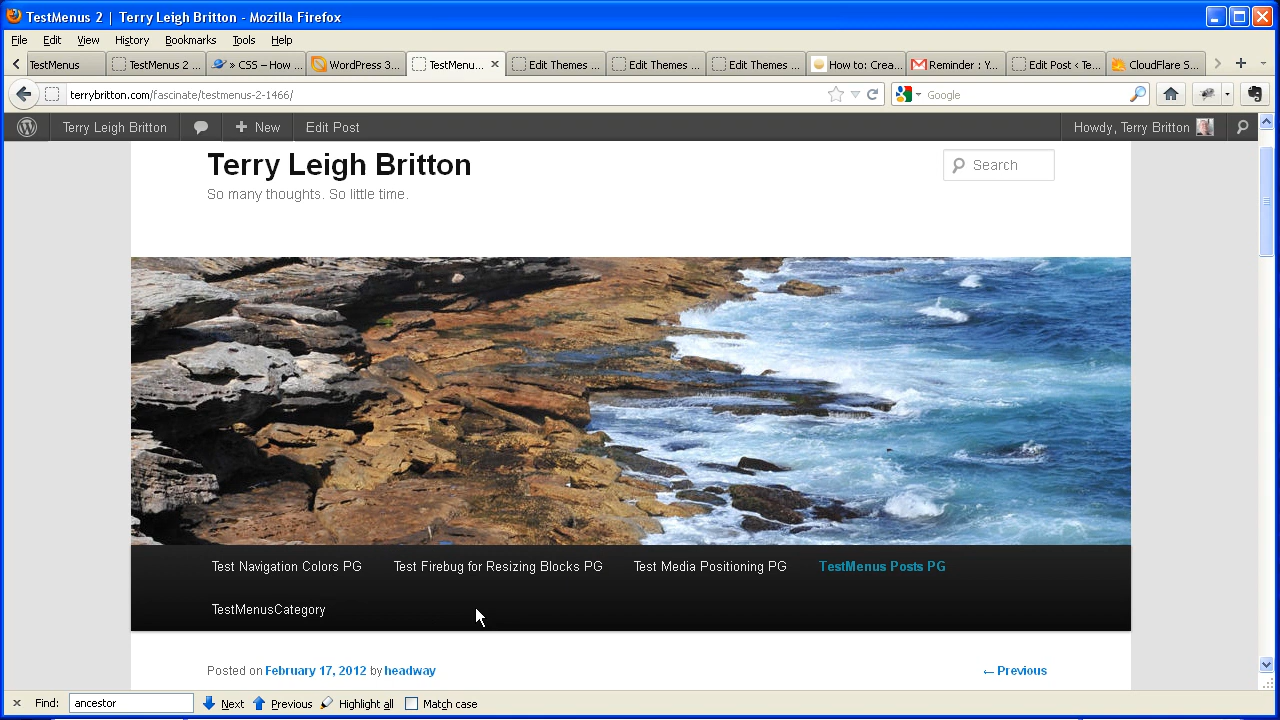 TestMenus 2 | Terry Leigh Britton - Mozilla Firefox
File Edit View History Bookmarks Tools Help
TestMenus TestMenus 2 ... » CSS – How ... WordPress 3... TestMenu... Edit Themes ... Edit Themes ... Edit Themes ... How to: Crea... Reminder : Y... Edit Post ‹ Te... CloudFlare S...
terrybritton.com/fascinate/testmenus-2-1466/ Google
Terry Leigh Britton New Edit Post Howdy, Terry Britton
Terry Leigh Britton
Search
So many thoughts. So little time.
Test Navigation Colors PG Test Firebug for Resizing Blocks PG Test Media Positioning PG TestMenus Posts PG
TestMenusCategory
Posted on February 17, 2012 by headway ← Previous
Find: ancestor Next Previous Highlight all Match case